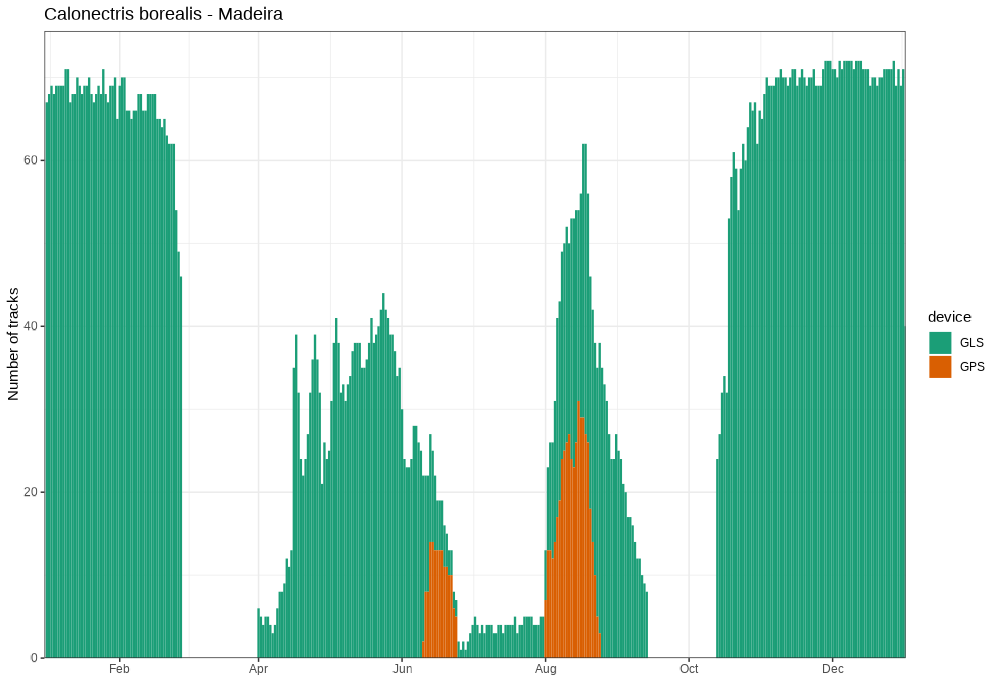 Calonectris borealis - Madeira
Number of tracks
60
40
20
0
Feb
Apr
Jun
Aug
Oct
Dec
device
GLS
GPS